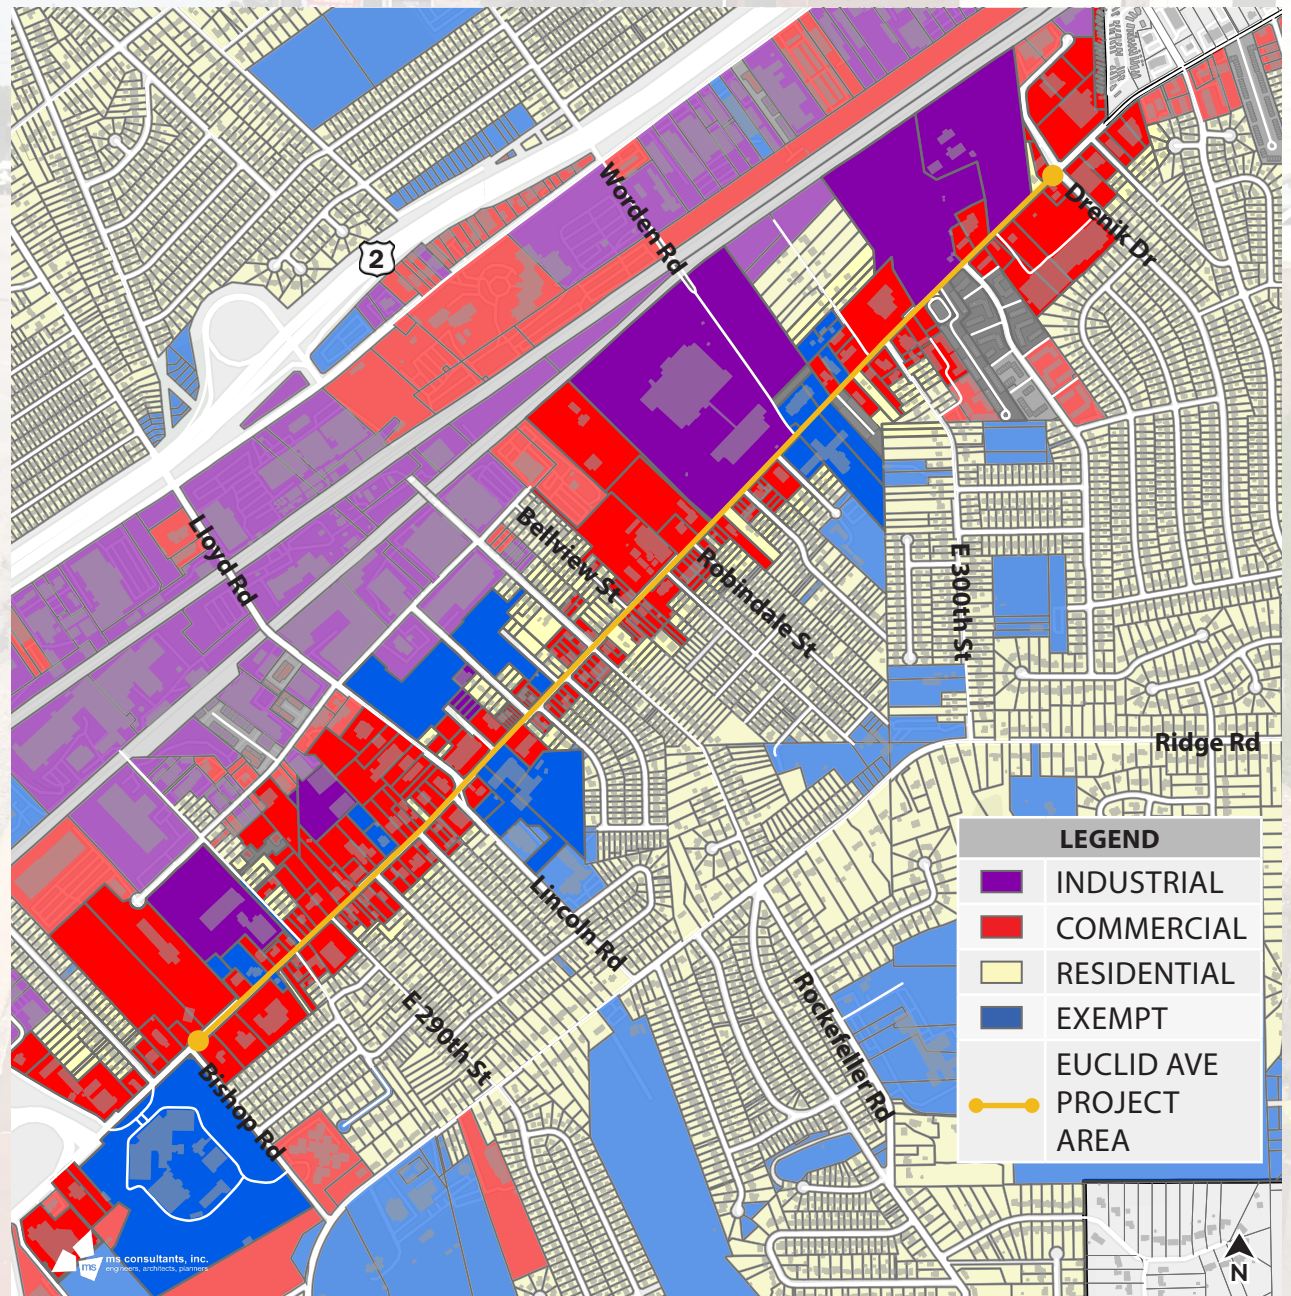 Worden Rd
Drenik Dr
2
Lloyd Rd
Bellview St
Robindale St
E 300th St
Ridge Rd
Lincoln Rd
E 290th St
Rockefeller Rd
Bishop Rd
LEGEND
INDUSTRIAL
COMMERCIAL
RESIDENTIAL
EXEMPT
EUCLID AVE
PROJECT
AREA
ms
ms consultants, inc.
engineers, architects, planners
N